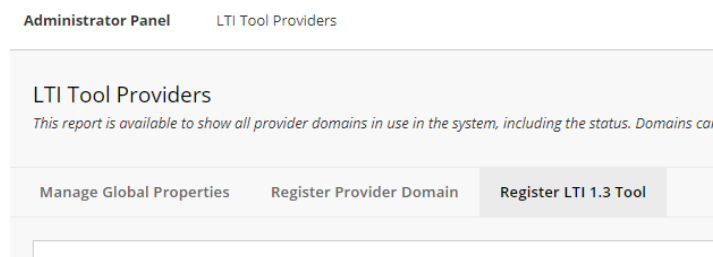 Administrator Panel LTI Tool Providers
LTI Tool Providers
This report is available to show all provider domains in use in the system, including the status. Domains
Manage Global Properties Register Provider Domain Register LTI 1.3 Tool